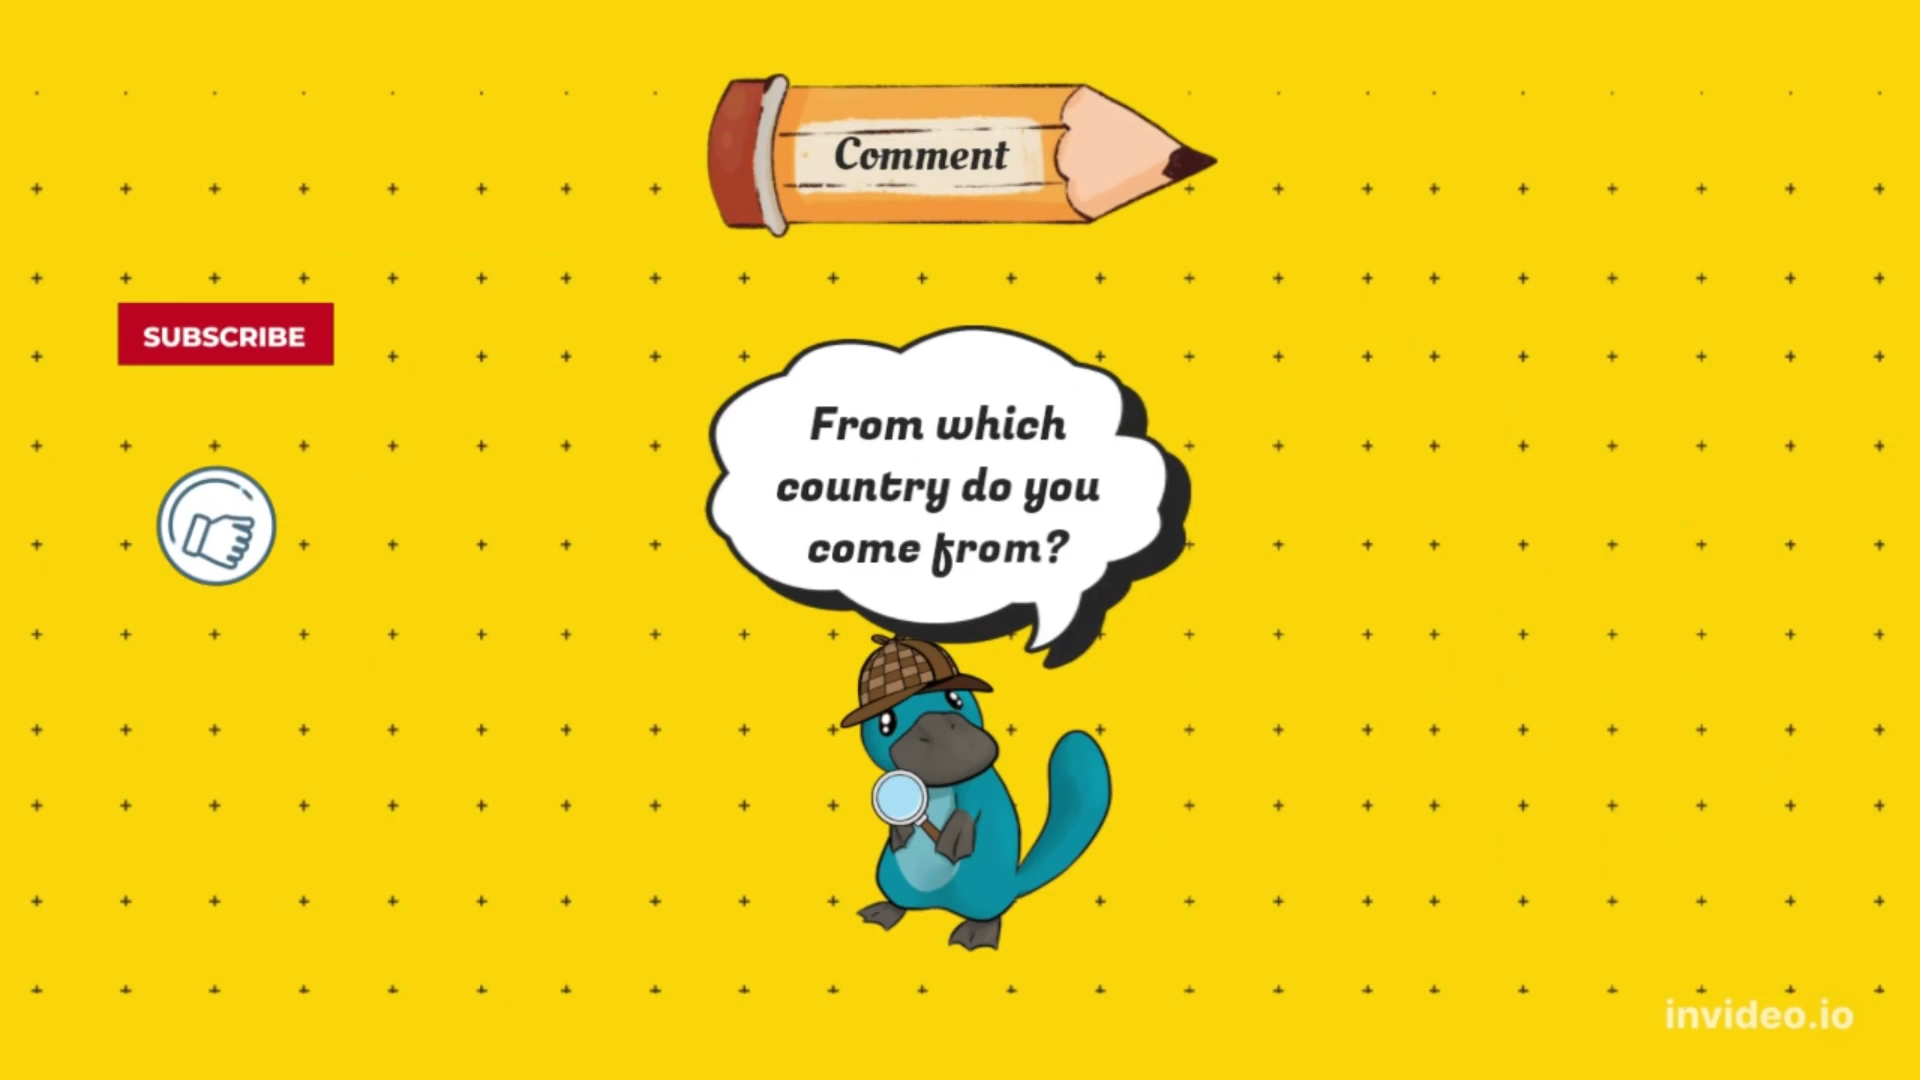 Comment
SUBSCRIBE
From which
country do you
come from?
invideo.io